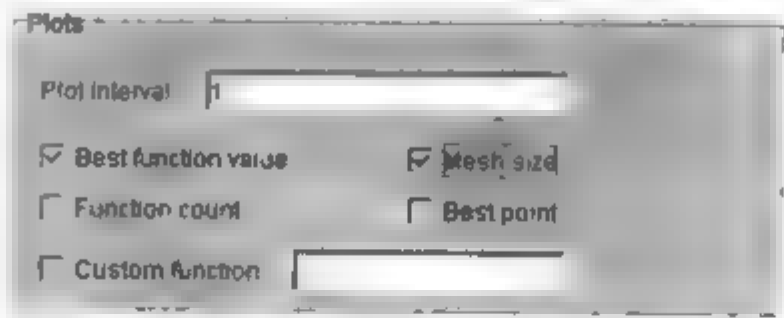 Plots
Plot interval 1
Best function value Mesh size
Function count Best point
Custom function